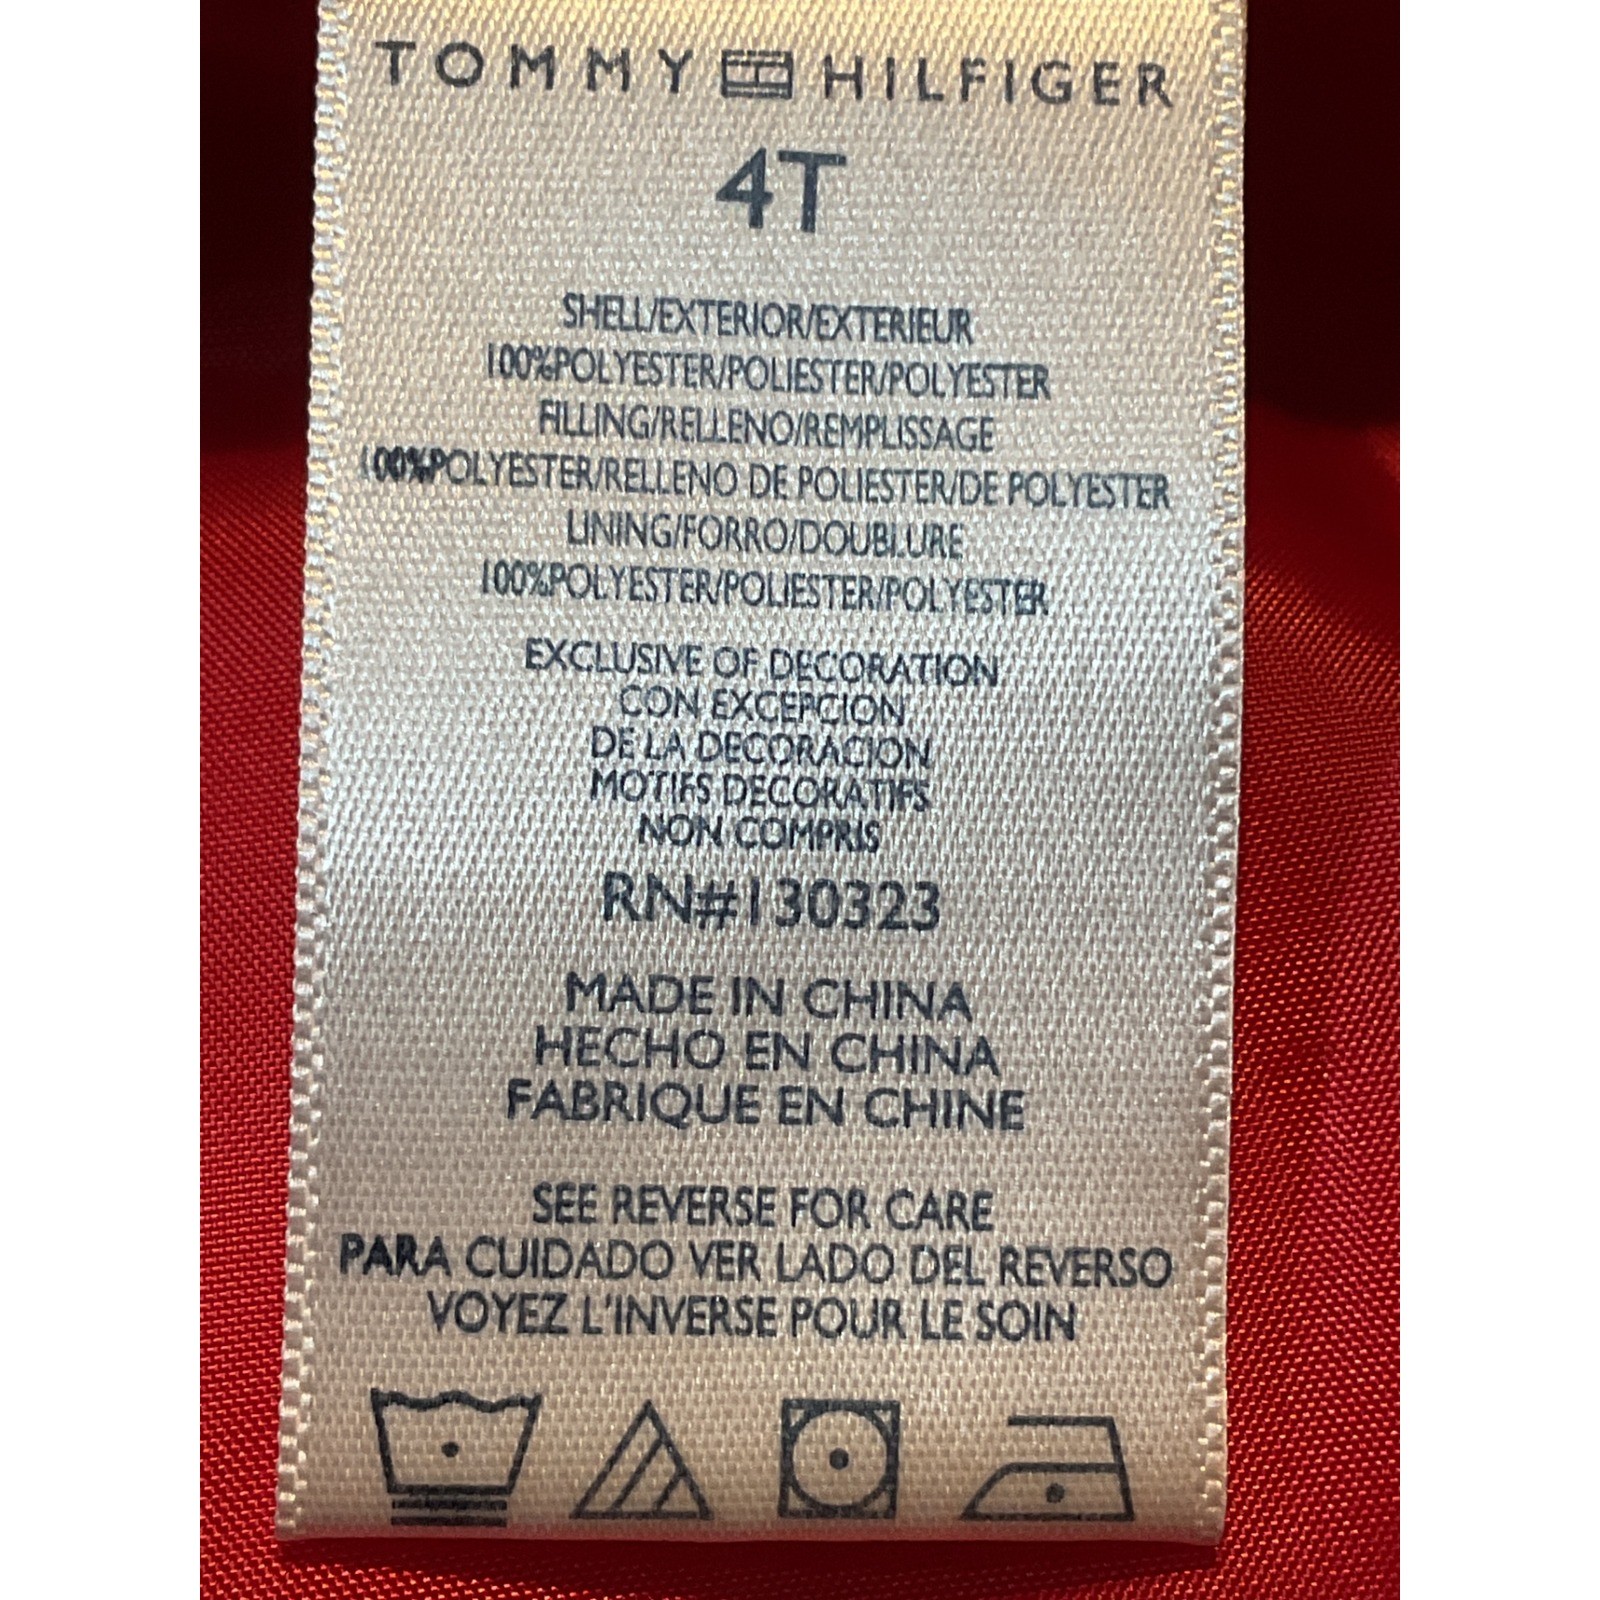 TOMMY HILFIGER
4T
SHELL/EXTERIOR/EXTERIEUR
100%POLYESTER/POLIESTER/POLYESTER
FILLING/RELLENO/REMPLISSAGE
100%POLYESTER/RELLENO DE POLIESTER/DE POLYESTER
LINING/FORRO/DOUBLURE
100%POLYESTER/POLIESTER/POLYESTER
EXCLUSIVE OF DECORATION
CON EXCEPCION
DE LA DECORACION
MOTIFS DECORATIFS
NON COMPRIS
RN#130323
MADE IN CHINA
HECHO EN CHINA
FABRIQUE EN CHINE
SEE REVERSE FOR CARE
PARA CUIDADO VER LADO DEL REVERSO
VOYEZ L'INVERSE POUR LE SOIN